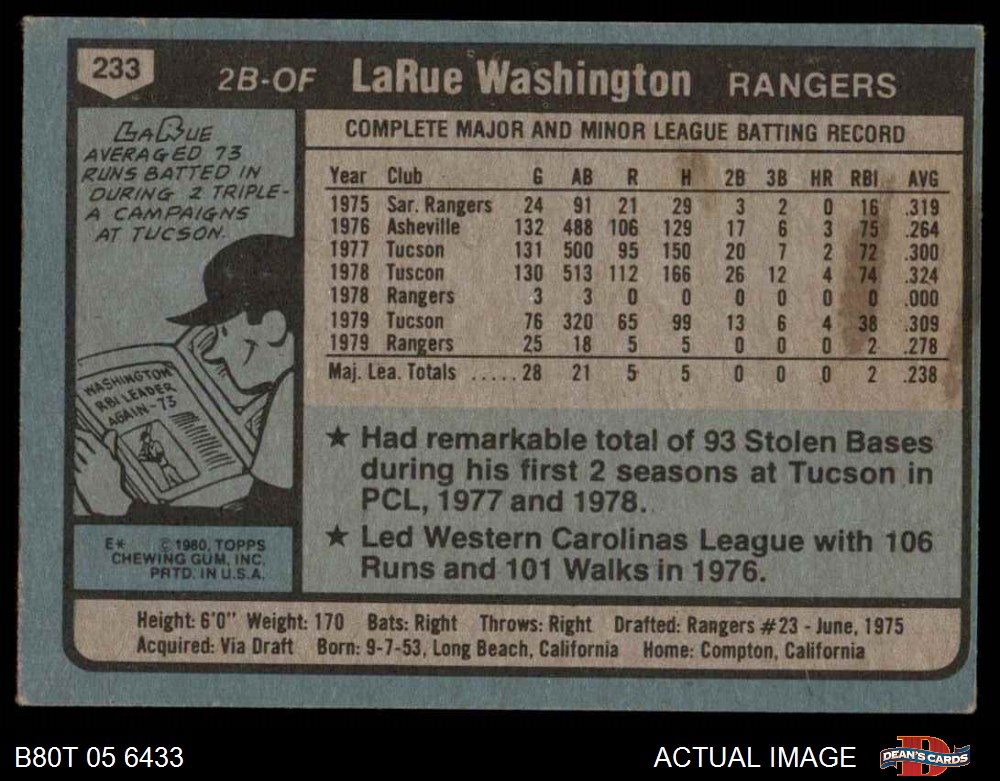 233
2B-OF LaRue Washington RANGERS
LaRue
AVERAGED 73
RUNS BATTED IN
DURING 2 TRIPLE-
A CAMPAIGNS
AT TUCSON.
WASHINGTON
RBI LEADER
AGAIN-73
E* © 1980, TOPPS
CHEWING GUM, INC.
PRTD. IN U.S.A.
COMPLETE MAJOR AND MINOR LEAGUE BATTING RECORD
Year Club G AB R H 2B 3B HR RBI AVG
1975 Sar. Rangers 24 91 21 29 3 2 0 16 .319
1976 Asheville 132 488 106 129 17 6 3 75 .264
1977 Tucson 131 500 95 150 20 7 2 72 .300
1978 Tuscon 130 513 112 166 26 12 4 74 .324
1978 Rangers 3 3 0 0 0 0 0 0 .000
1979 Tucson 76 320 65 99 13 6 4 38 .309
1979 Rangers 25 18 5 5 0 0 0 2 .278
Maj. Lea. Totals ..... 28 21 5 5 0 0 0 2 .238
★ Had remarkable total of 93 Stolen Bases
during his first 2 seasons at Tucson in
PCL, 1977 and 1978.
★ Led Western Carolinas League with 106
Runs and 101 Walks in 1976.
Height: 6'0" Weight: 170 Bats: Right Throws: Right Drafted: Rangers #23 - June, 1975
Acquired: Via Draft Born: 9-7-53, Long Beach, California Home: Compton, California
B80T 05 6433
ACTUAL IMAGE
DEAN'S CARDS